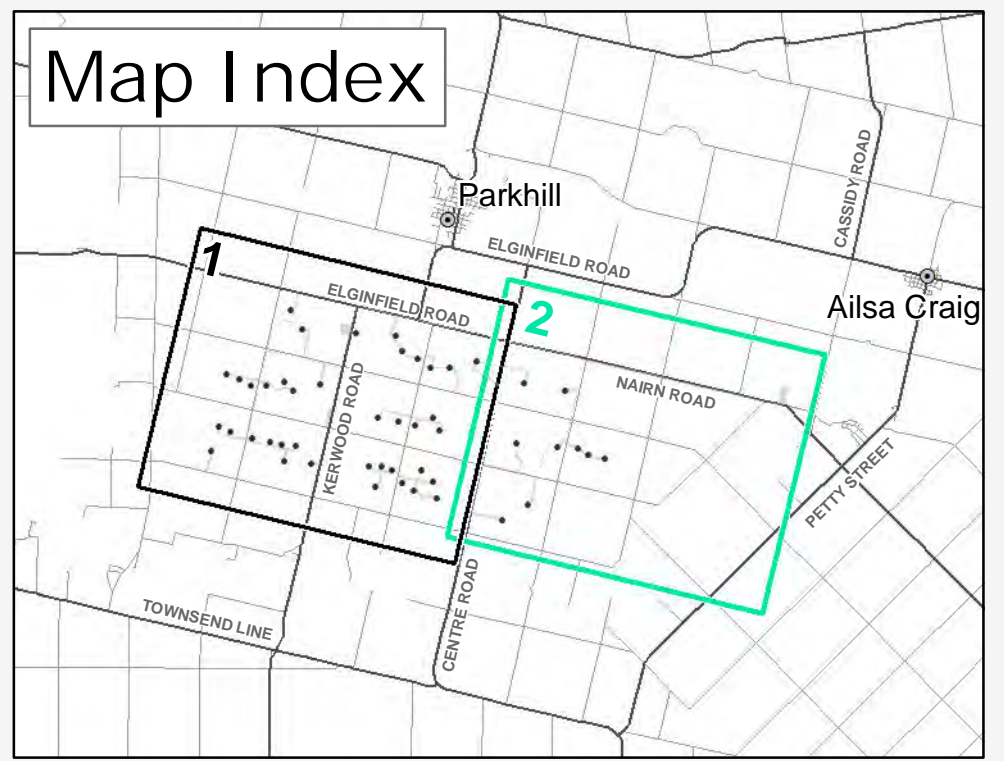 Map Index
CASSIDY ROAD
Parkhill
ELGINFIELD ROAD
1
Ailsa Craig
ELGINFIELD ROAD
2
NAIRN ROAD
KERWOOD ROAD
PETTY STREET
CENTRE ROAD
TOWNSEND LINE